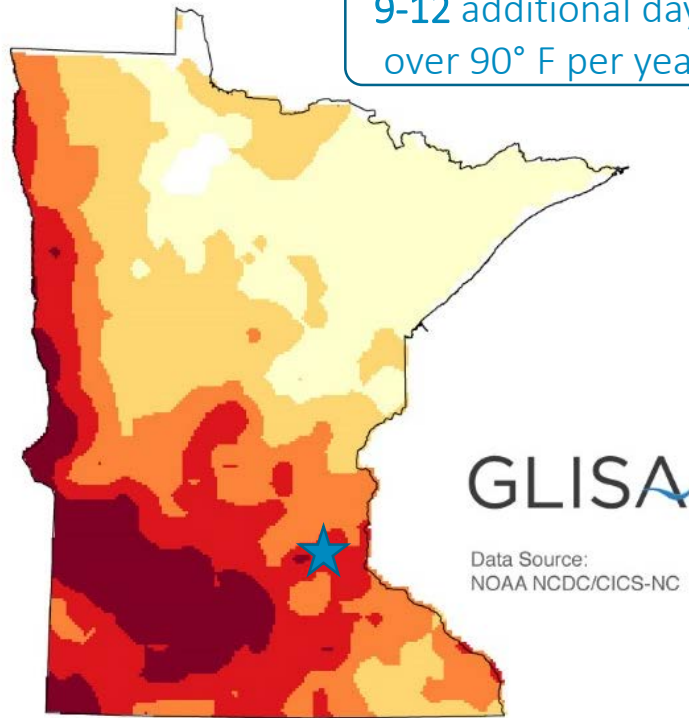 9-12 additional day
over 90° F per yea
GLISA
Data Source:
NOAA NCDC/CICS-NC